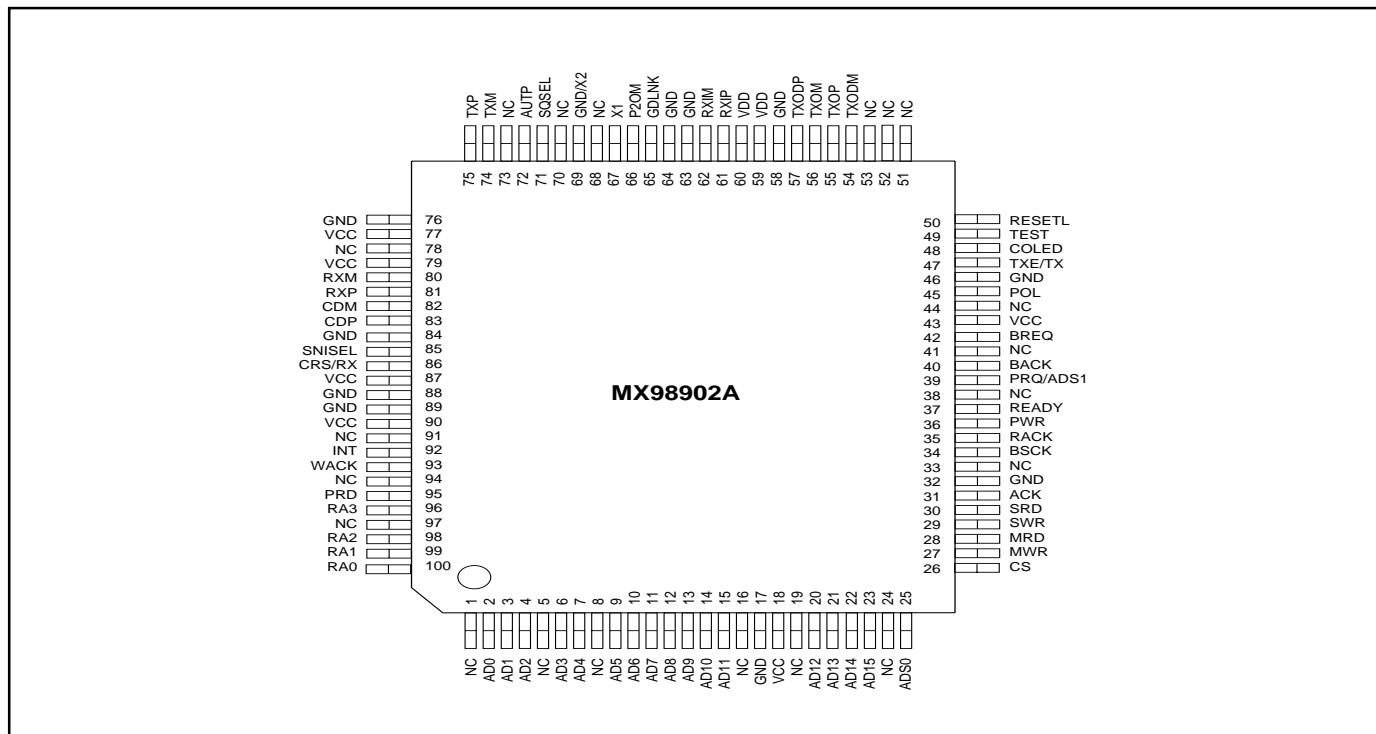 TXP TXM NC AUTP SQSEL NC GND/X2 NC X1 P2OM GDLNK GND GND RXIM RXIP VDD VDD GND TXODP TXOM TXOP TXODM NC NC NC
75 74 73 72 71 70 69 68 67 66 65 64 63 62 61 60 59 58 57 56 55 54 53 52 51
GND 76
VCC 77
NC 78
VCC 79
RXM 80
RXP 81
CDM 82
CDP 83
GND 84
SNISEL 85
CRS/RX 86
VCC 87
GND 88
GND 89
VCC 90
NC 91
INT 92
WACK 93
NC 94
PRD 95
RA3 96
NC 97
RA2 98
RA1 99
RA0 100
MX98902A
50 RESETL
49 TEST
48 COLED
47 TXE/TX
46 GND
45 POL
44 NC
43 VCC
42 BREQ
41 NC
40 BACK
39 PRQ/ADS1
38 NC
37 READY
36 PWR
35 RACK
34 BSCK
33 NC
32 GND
31 ACK
30 SRD
29 SWR
28 MRD
27 MWR
26 CS
1 2 3 4 5 6 7 8 9 10 11 12 13 14 15 16 17 18 19 20 21 22 23 24 25
NC AD0 AD1 AD2 NC AD3 AD4 NC AD5 AD6 AD7 AD8 AD9 AD10 AD11 NC GND VCC NC AD12 AD13 AD14 AD15 NC ADS0